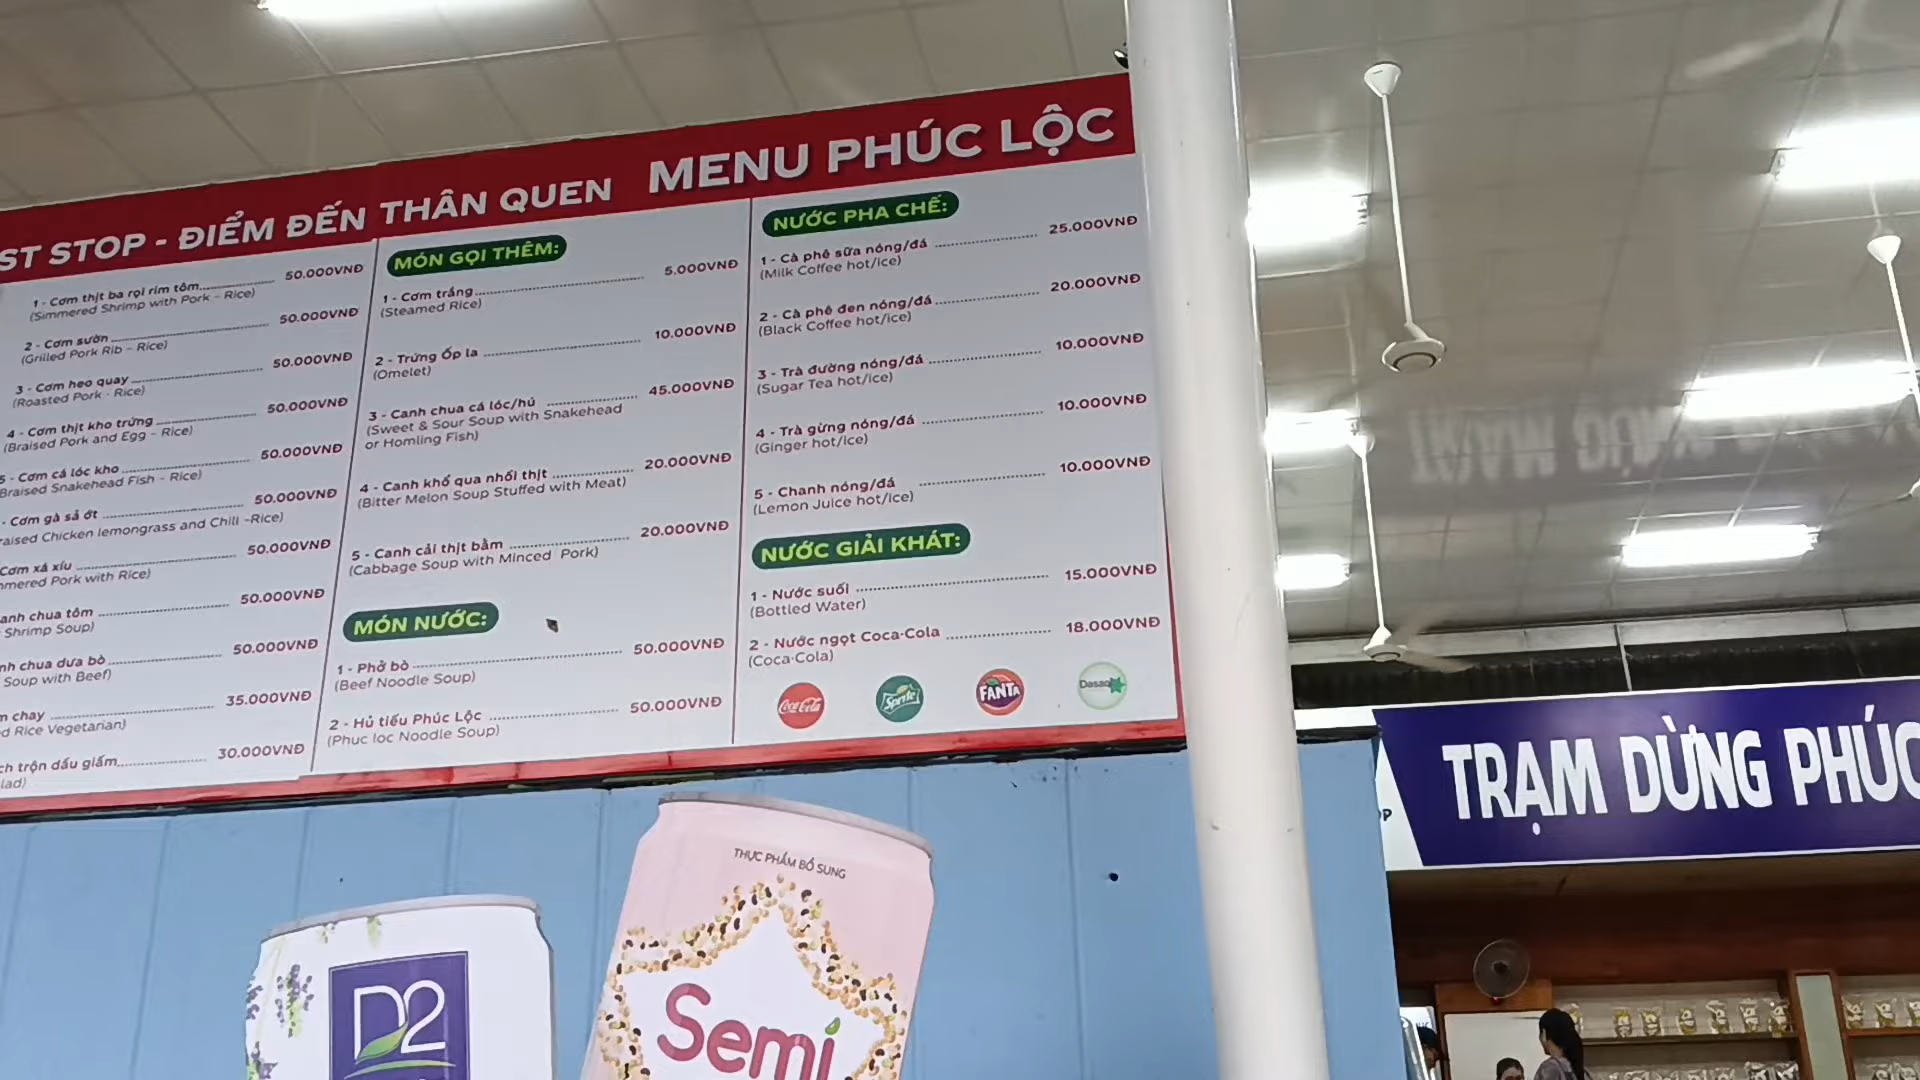 ST STOP - ĐIỂM ĐẾN THÂN QUEN MENU PHÚC LỘC
1 - Cơm thịt ba rọi rim tôm 50.000VNĐ
(Simmered Shrimp with Pork - Rice)
2 - Cơm sườn 50.000VNĐ
(Grilled Pork Rib - Rice)
3 - Cơm heo quay 50.000VNĐ
(Roasted Pork - Rice)
4 - Cơm thịt kho trứng 50.000VNĐ
(Braised Pork and Egg - Rice)
5 - Cơm cá lóc kho 50.000VNĐ
Braised Snakehead Fish - Rice)
- Cơm gà sả ớt 50.000VNĐ
raised Chicken lemongrass and Chili -Rice)
Cơm xá xíu 50.000VNĐ
mmered Pork with Rice)
anh chua tôm 50.000VNĐ
Shrimp Soup)
nh chua dưa bò 50.000VNĐ
Soup with Beef)
m chay 35.000VNĐ
d Rice Vegetarian)
ch trộn dầu giấm 30.000VNĐ
lad)
MÓN GỌI THÊM:
1 - Cơm trắng 5.000VNĐ
(Steamed Rice)
2 - Trứng Ốp la 10.000VNĐ
(Omelet)
3 - Canh chua cá lóc/hú 45.000VNĐ
(Sweet & Sour Soup with Snakehead
or Homling Fish)
4 - Canh khổ qua nhồi thịt 20.000VNĐ
(Bitter Melon Soup Stuffed with Meat)
5 - Canh cải thịt bằm 20.000VNĐ
(Cabbage Soup with Minced Pork)
MÓN NƯỚC:
1 - Phở bò 50.000VNĐ
(Beef Noodle Soup)
2 - Hủ tiếu Phúc Lộc 50.000VNĐ
(Phuc loc Noodle Soup)
NƯỚC PHA CHẾ:
1 - Cà phê sữa nóng/đá 25.000VNĐ
(Milk Coffee hot/ice)
2 - Cà phê đen nóng/đá 20.000VNĐ
(Black Coffee hot/ice)
3 - Trà đường nóng/đá 10.000VNĐ
(Sugar Tea hot/ice)
4 - Trà gừng nóng/đá 10.000VNĐ
(Ginger hot/ice)
5 - Chanh nóng/đá 10.000VNĐ
(Lemon Juice hot/ice)
NƯỚC GIẢI KHÁT:
1 - Nước suối 15.000VNĐ
(Bottled Water)
2 - Nước ngọt Coca-Cola 18.000VNĐ
(Coca-Cola)
Coca-Cola Sprite FANTA Dasani
TRẠM DỪNG PHÚC
THỰC PHẨM BỔ SUNG
D2
Semi